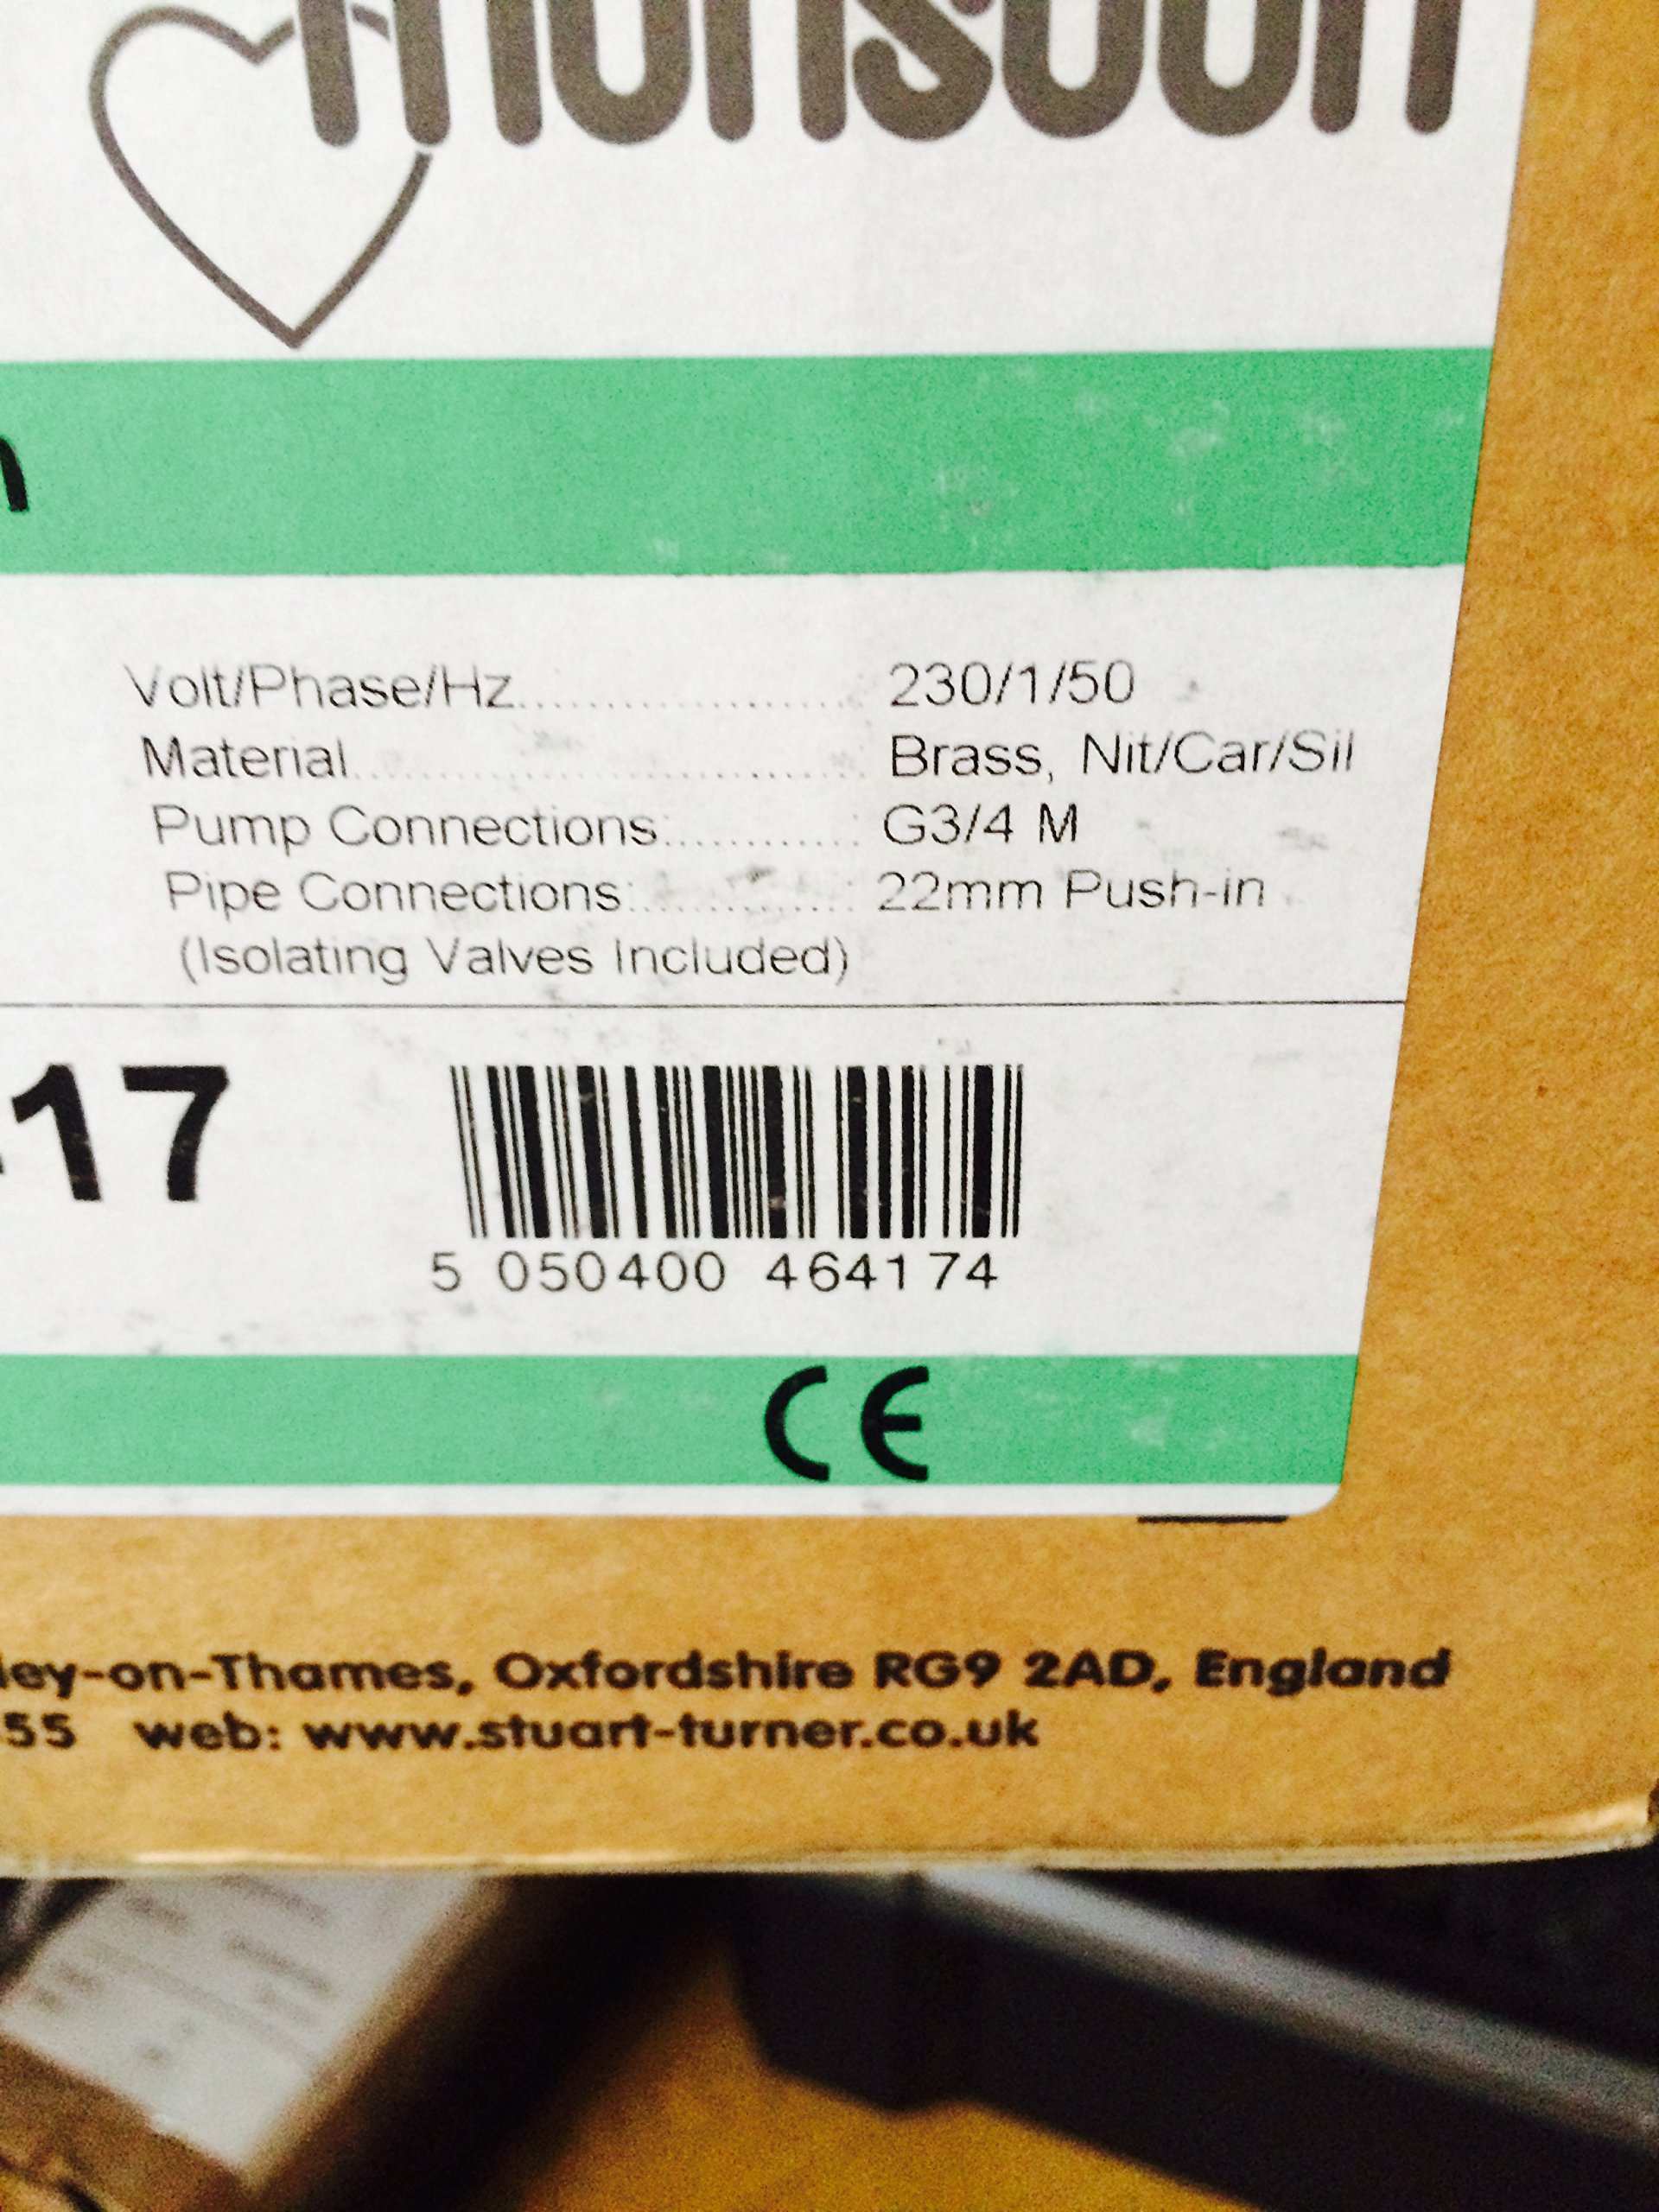 monsoon
Volt/Phase/Hz................... 230/1/50
Material............................ Brass, Nit/Car/Sil
Pump Connections:............ G3/4 M
Pipe Connections:.............. 22mm Push-in
(Isolating Valves Included)
17
5 050400 464174
CE
ley-on-Thames, Oxfordshire RG9 2AD, England
55 web: www.stuart-turner.co.uk